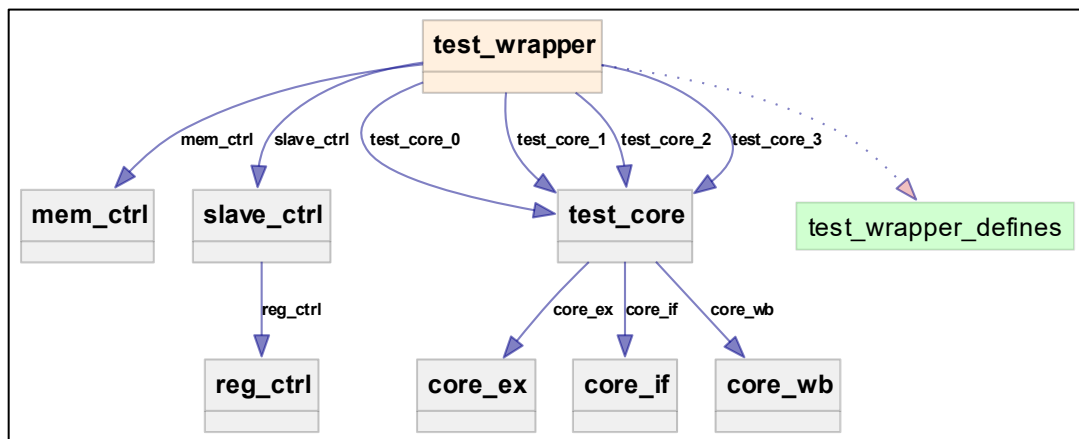 test_wrapper
mem_ctrl
slave_ctrl
test_core_0
test_core_1
test_core_2
test_core_3
mem_ctrl
slave_ctrl
test_core
test_wrapper_defines
reg_ctrl
core_ex
core_if
core_wb
reg_ctrl
core_ex
core_if
core_wb